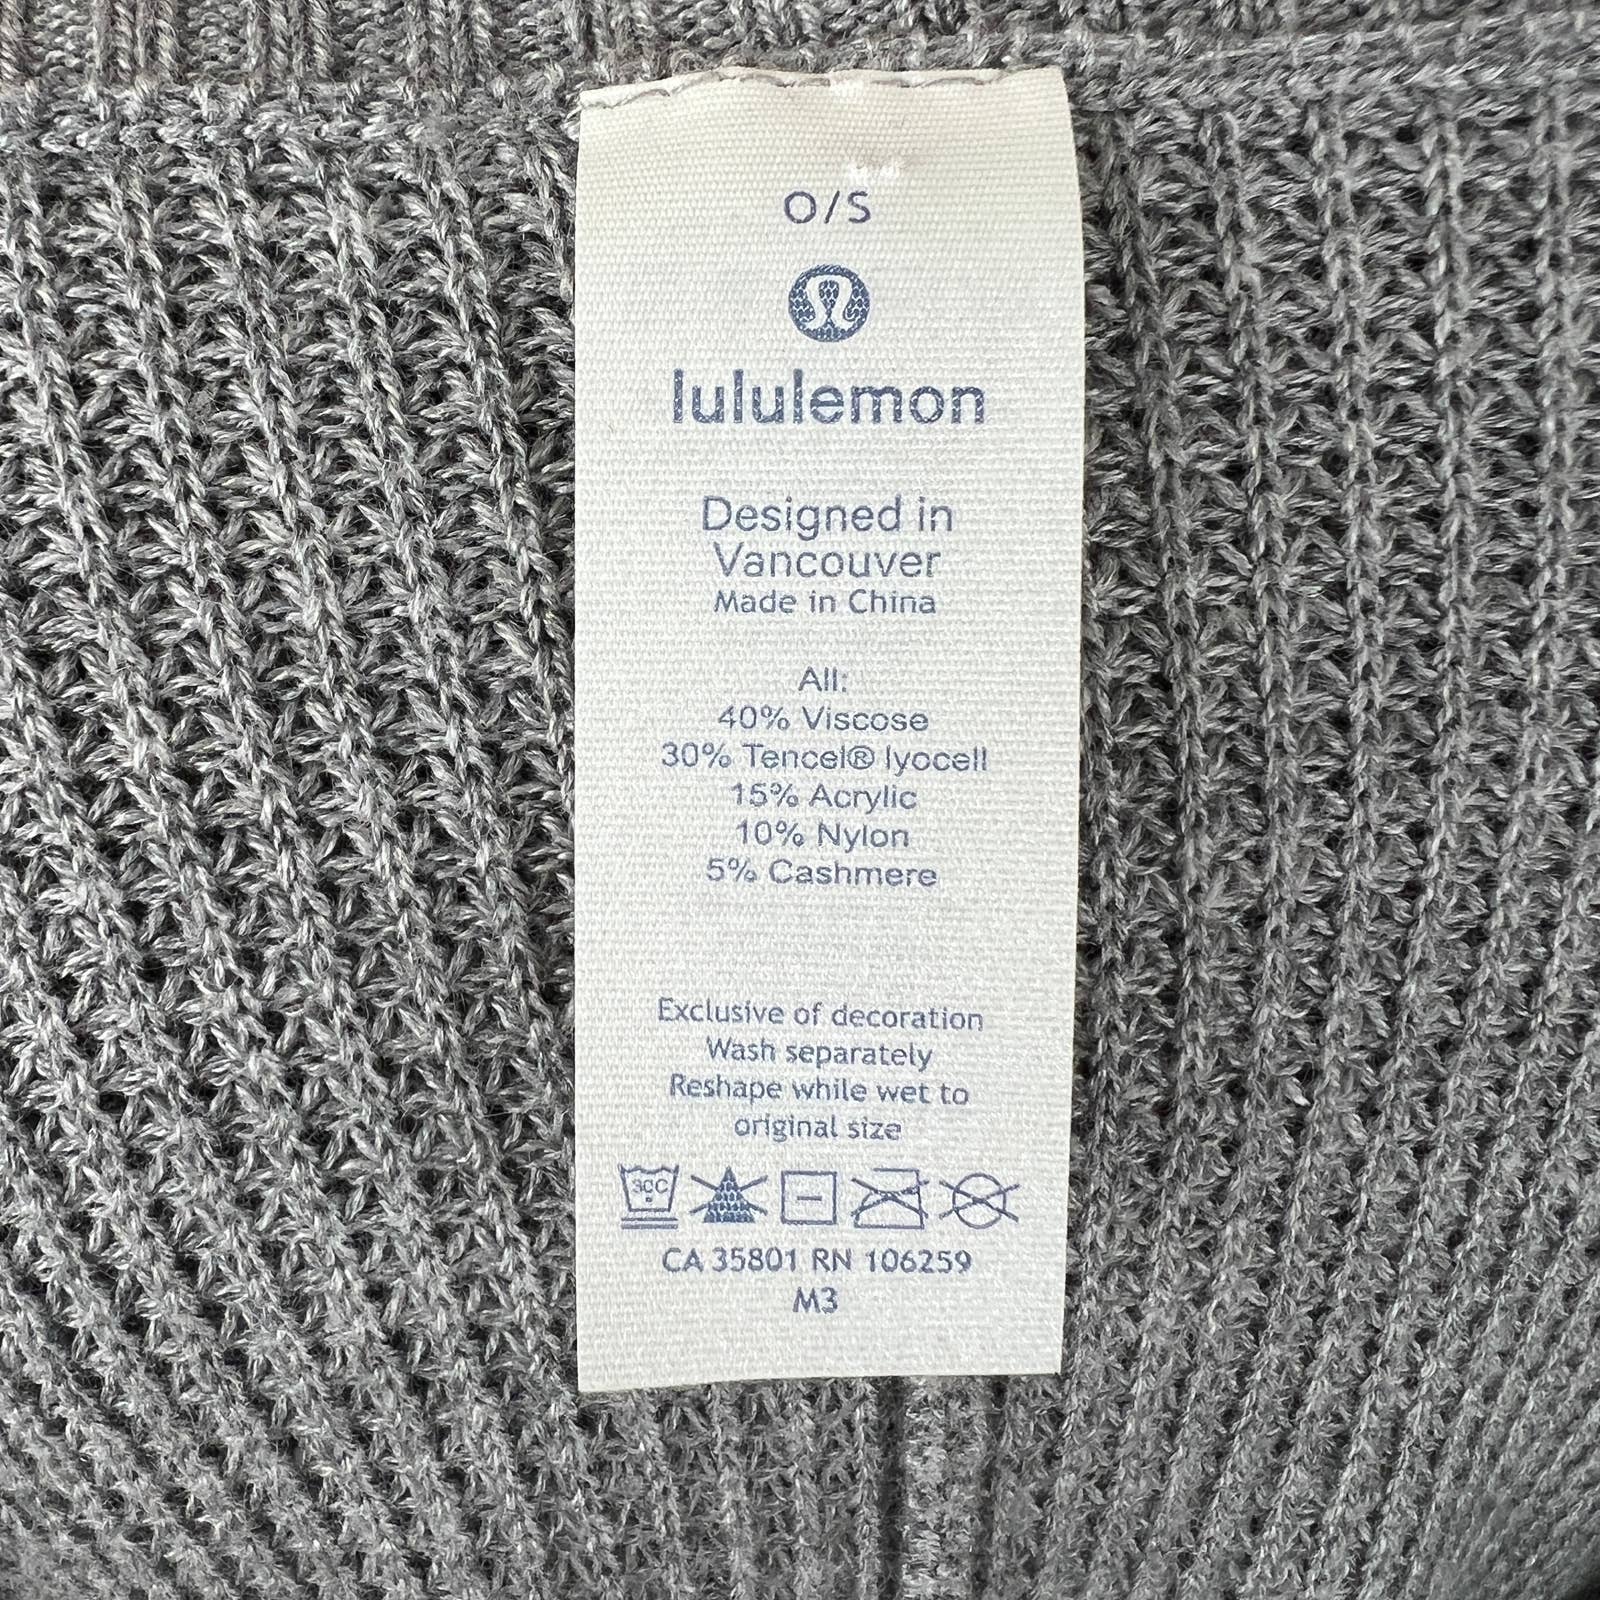 O/S
lululemon
Designed in
Vancouver
Made in China
All:
40% Viscose
30% Tencel® lyocell
15% Acrylic
10% Nylon
5% Cashmere
Exclusive of decoration
Wash separately
Reshape while wet to
original size
30C
CA 35801 RN 106259
M3